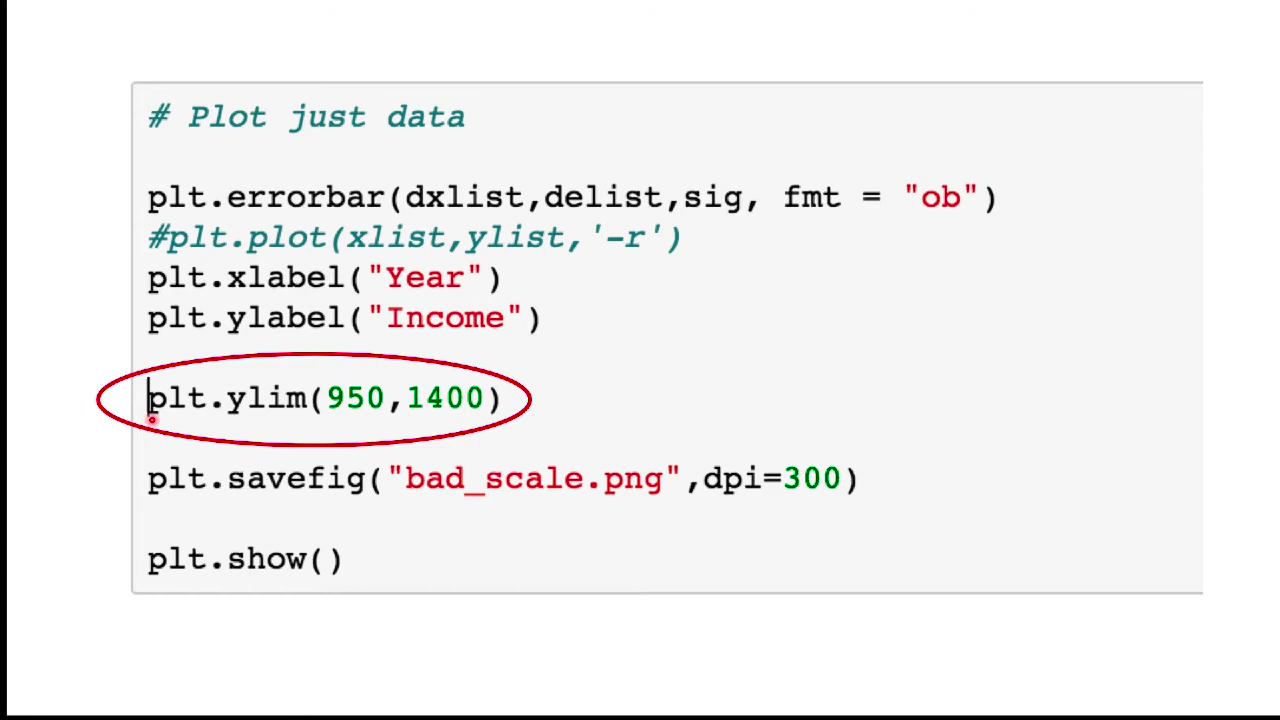 # Plot just data
plt.errorbar(dxlist,delist,sig, fmt = "ob")
#plt.plot(xlist,ylist,'-r')
plt.xlabel("Year")
plt.ylabel("Income")
plt.ylim(950,1400)
plt.savefig("bad_scale.png",dpi=300)
plt.show()